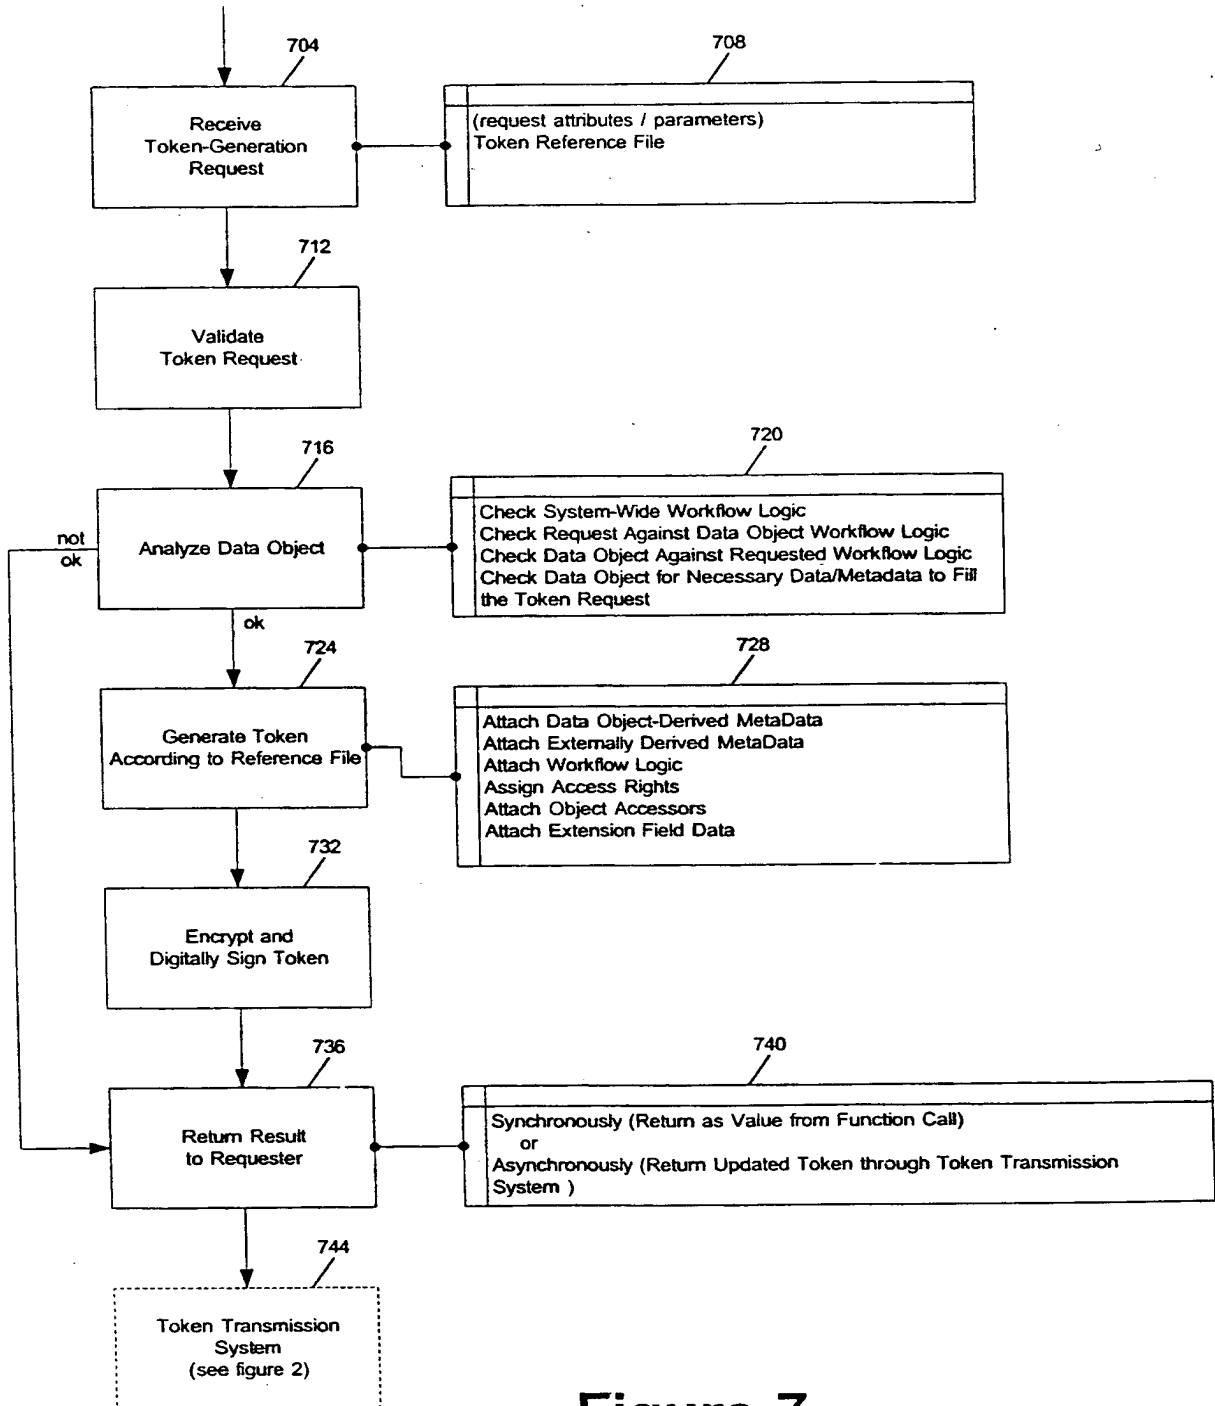 704
708
Receive
Token-Generation
Request
(request attributes / parameters)
Token Reference File
712
Validate
Token Request
716
720
not
ok
Analyze Data Object
Check System-Wide Workflow Logic
Check Request Against Data Object Workflow Logic
Check Data Object Against Requested Workflow Logic
Check Data Object for Necessary Data/Metadata to Fill
the Token Request
ok
724
728
Generate Token
According to Reference File
Attach Data Object-Derived MetaData
Attach Externally Derived MetaData
Attach Workflow Logic
Assign Access Rights
Attach Object Accessors
Attach Extension Field Data
732
Encrypt and
Digitally Sign Token
736
740
Return Result
to Requester
Synchronously (Return as Value from Function Call)
or
Asynchronously (Return Updated Token through Token Transmission
System )
744
Token Transmission
System
(see figure 2)
Figure 7